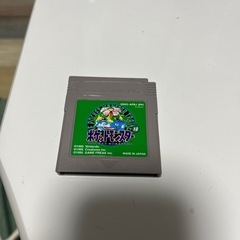 ポケットモンスター
緑
©1995 Nintendo
©1995 Creatures inc.
©1995 GAME FREAK inc.
MADE IN JAPAN